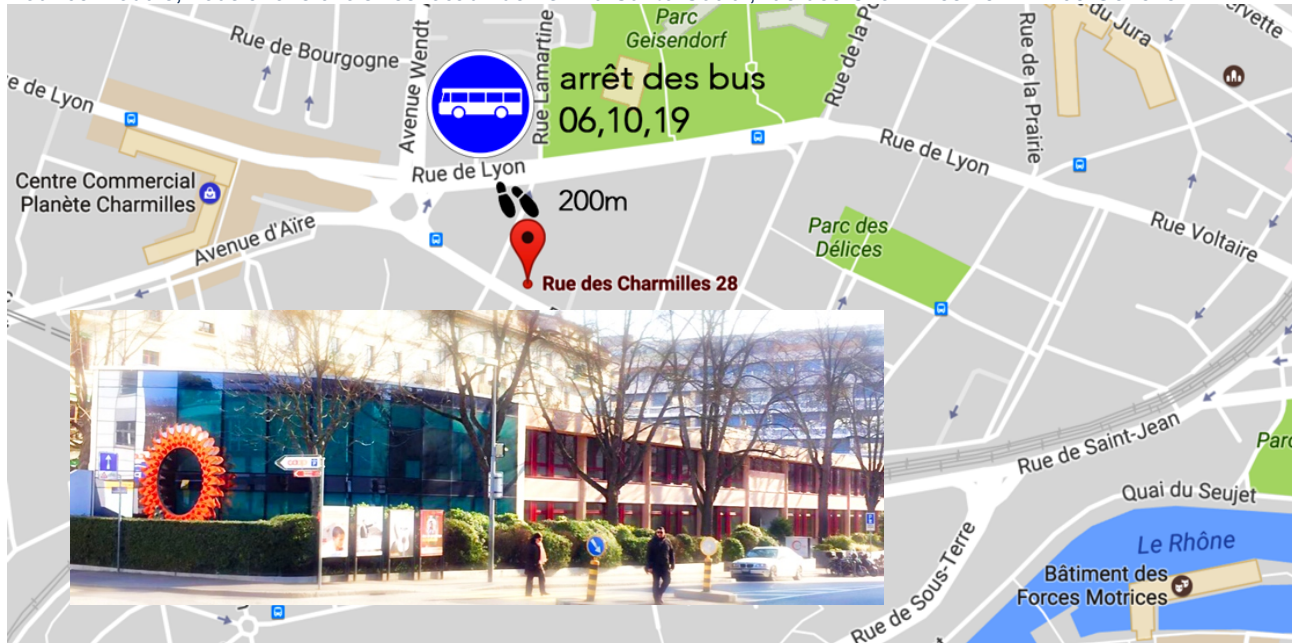 Parc
Geisendorf
Rue de Bourgogne
Avenue Wendt
Rue Lamartine
arrêt des bus
06,10,19
Rue de la Prairie
du Jura
e de Lyon
Rue de Lyon
Rue de Lyon
Centre Commercial
Planète Charmilles
200m
Avenue d'Aïre
Parc des
Délices
Rue Voltaire
Rue des Charmilles 28
Rue de Saint-Jean
Parc
Quai du Seujet
Le Rhône
Bâtiment des
Forces Motrices
Rue de Sous-Terre